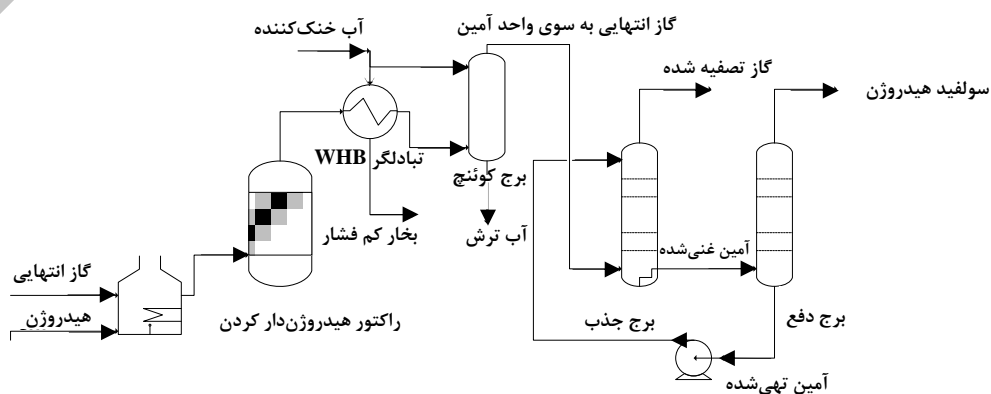 گاز انتهایی به سوی واحد آمین
آب خنک‌کننده
گاز تصفیه شده
سولفید هیدروژن
تبادلگر WHB
برج کوئنچ
بخار کم فشار
آب ترش
آمین غنی‌شده
گاز انتهایی
هیدروژن
راکتور هیدروژن‌دار کردن
برج جذب
برج دفع
آمین تهی‌شده